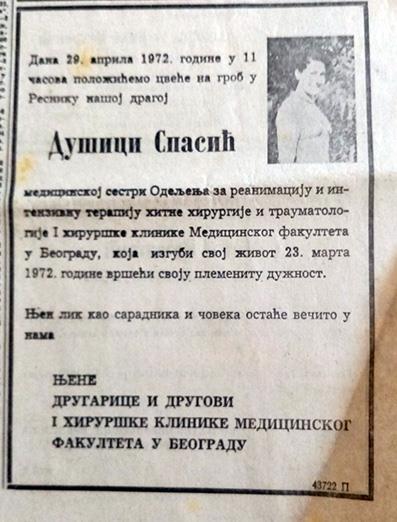 Дана 29. априла 1972. године у 11
часова положићемо цвеће на гроб у
Реснику нашој драгој
Душици Спасић
медицинској сестри Одељења за реанимацију и ин-
тензивну терапију хитне хирургије и трауматоло-
гије I хируршке клинике Медицинског факултета
у Београду, која изгуби свој живот 23. марта
1972. године вршећи своју племениту дужност.
Њен лик као сарадника и човека остаће вечито у
нама
ЊЕНЕ
ДРУГАРИЦЕ И ДРУГОВИ
I ХИРУРШКЕ КЛИНИКЕ МЕДИЦИНСКОГ
ФАКУЛТЕТА У БЕОГРАДУ
43722 П